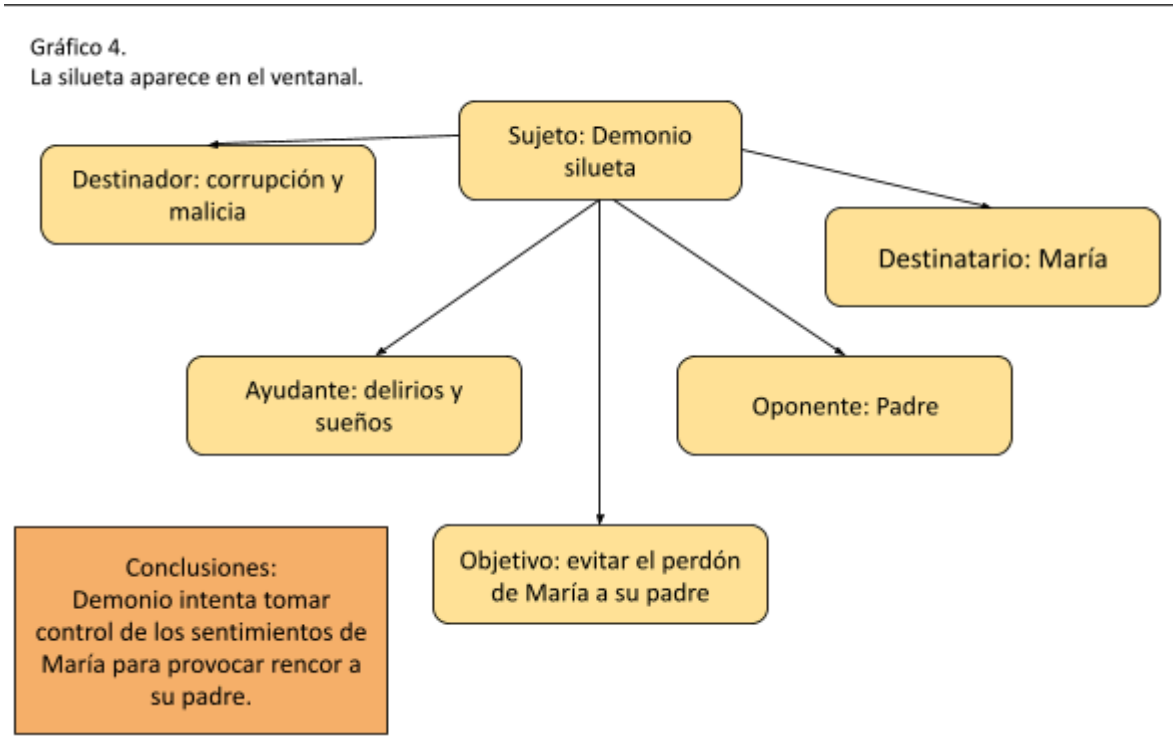 Gráfico 4.
La silueta aparece en el ventanal.
Sujeto: Demonio
silueta
Destinador: corrupción y
malicia
Destinatario: María
Ayudante: delirios y
sueños
Oponente: Padre
Objetivo: evitar el perdón
de María a su padre
Conclusiones:
Demonio intenta tomar
control de los sentimientos de
María para provocar rencor a
su padre.